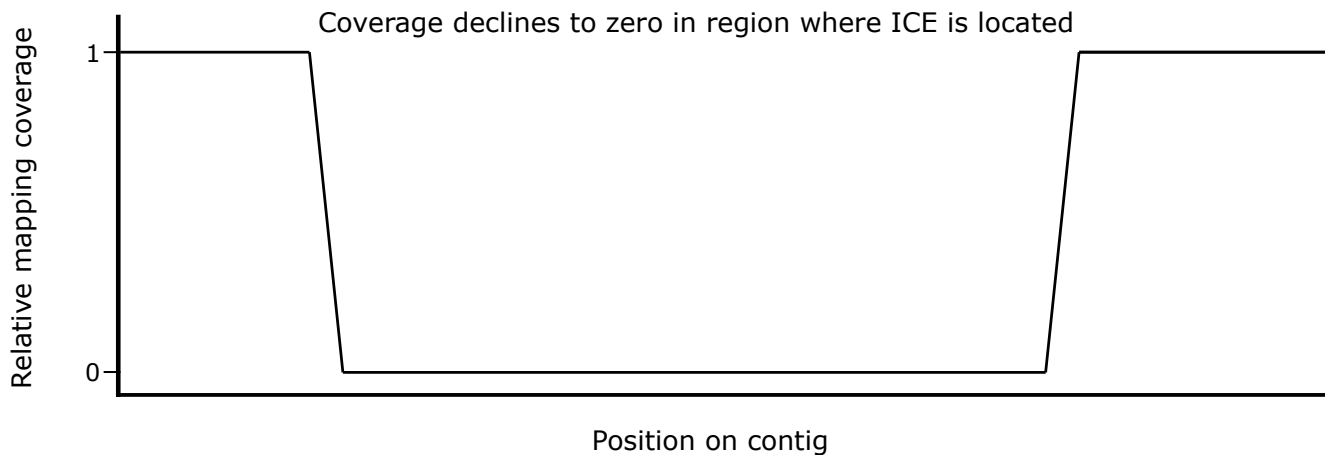 Coverage declines to zero in region where ICE is located
Relative mapping coverage
1
0
Position on contig